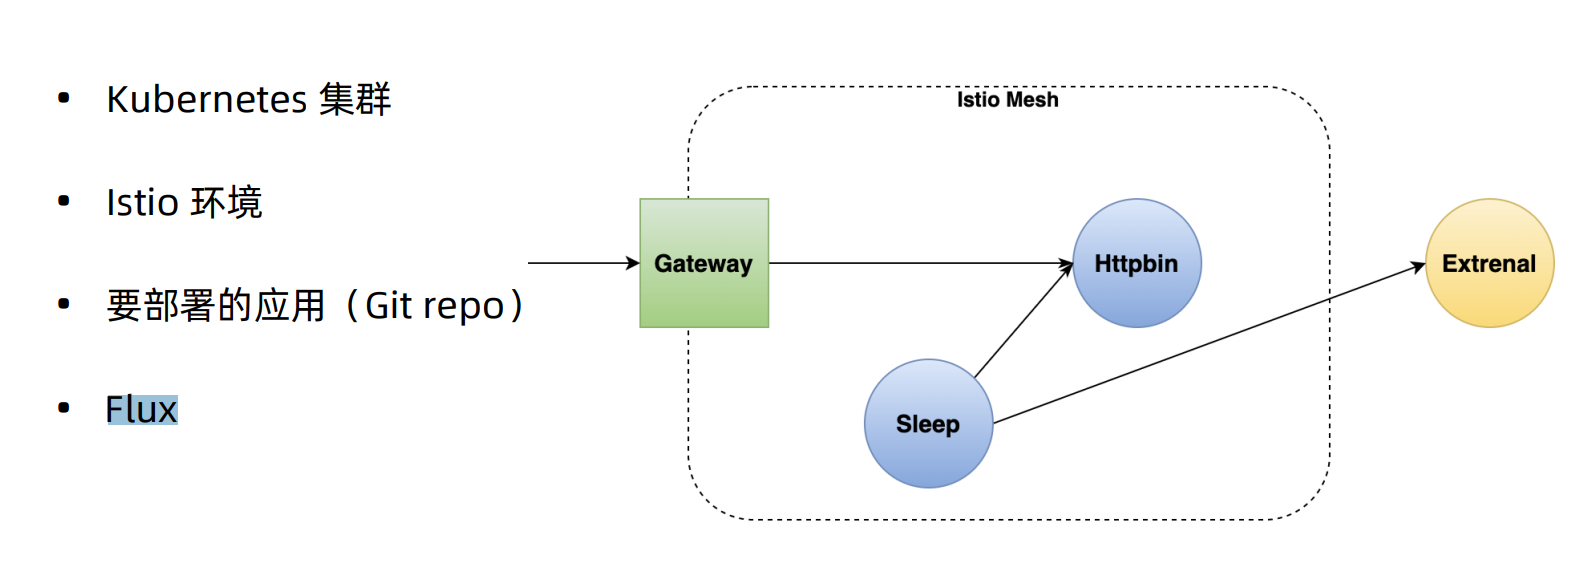 Kubernetes 集群
Istio 环境
要部署的应用（Git repo）
Flux
Istio Mesh
Gateway
Httpbin
Extrenal
Sleep